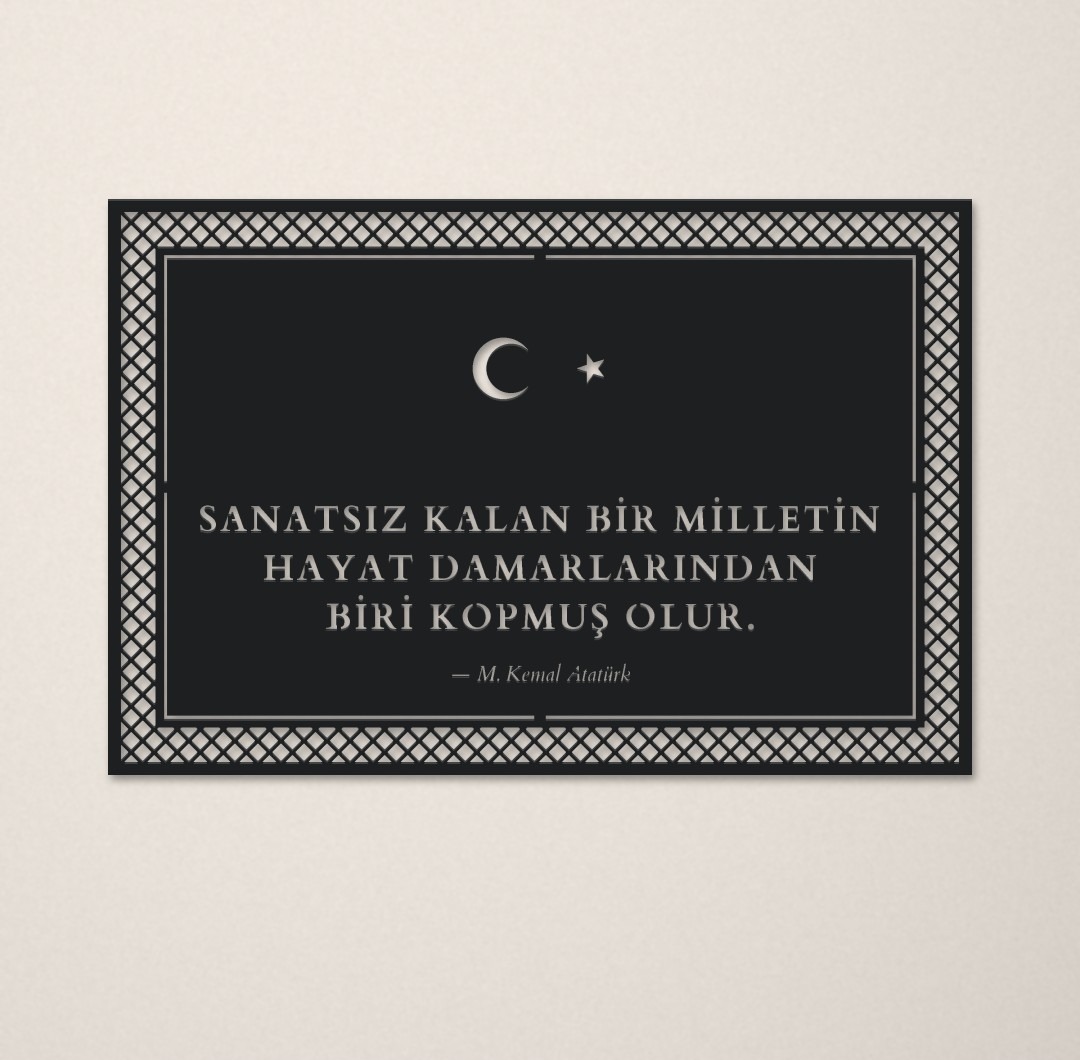 SANATSIZ KALAN BİR MİLLETİN
HAYAT DAMARLARINDAN
BİRİ KOPMUŞ OLUR.
— M. Kemal Atatürk